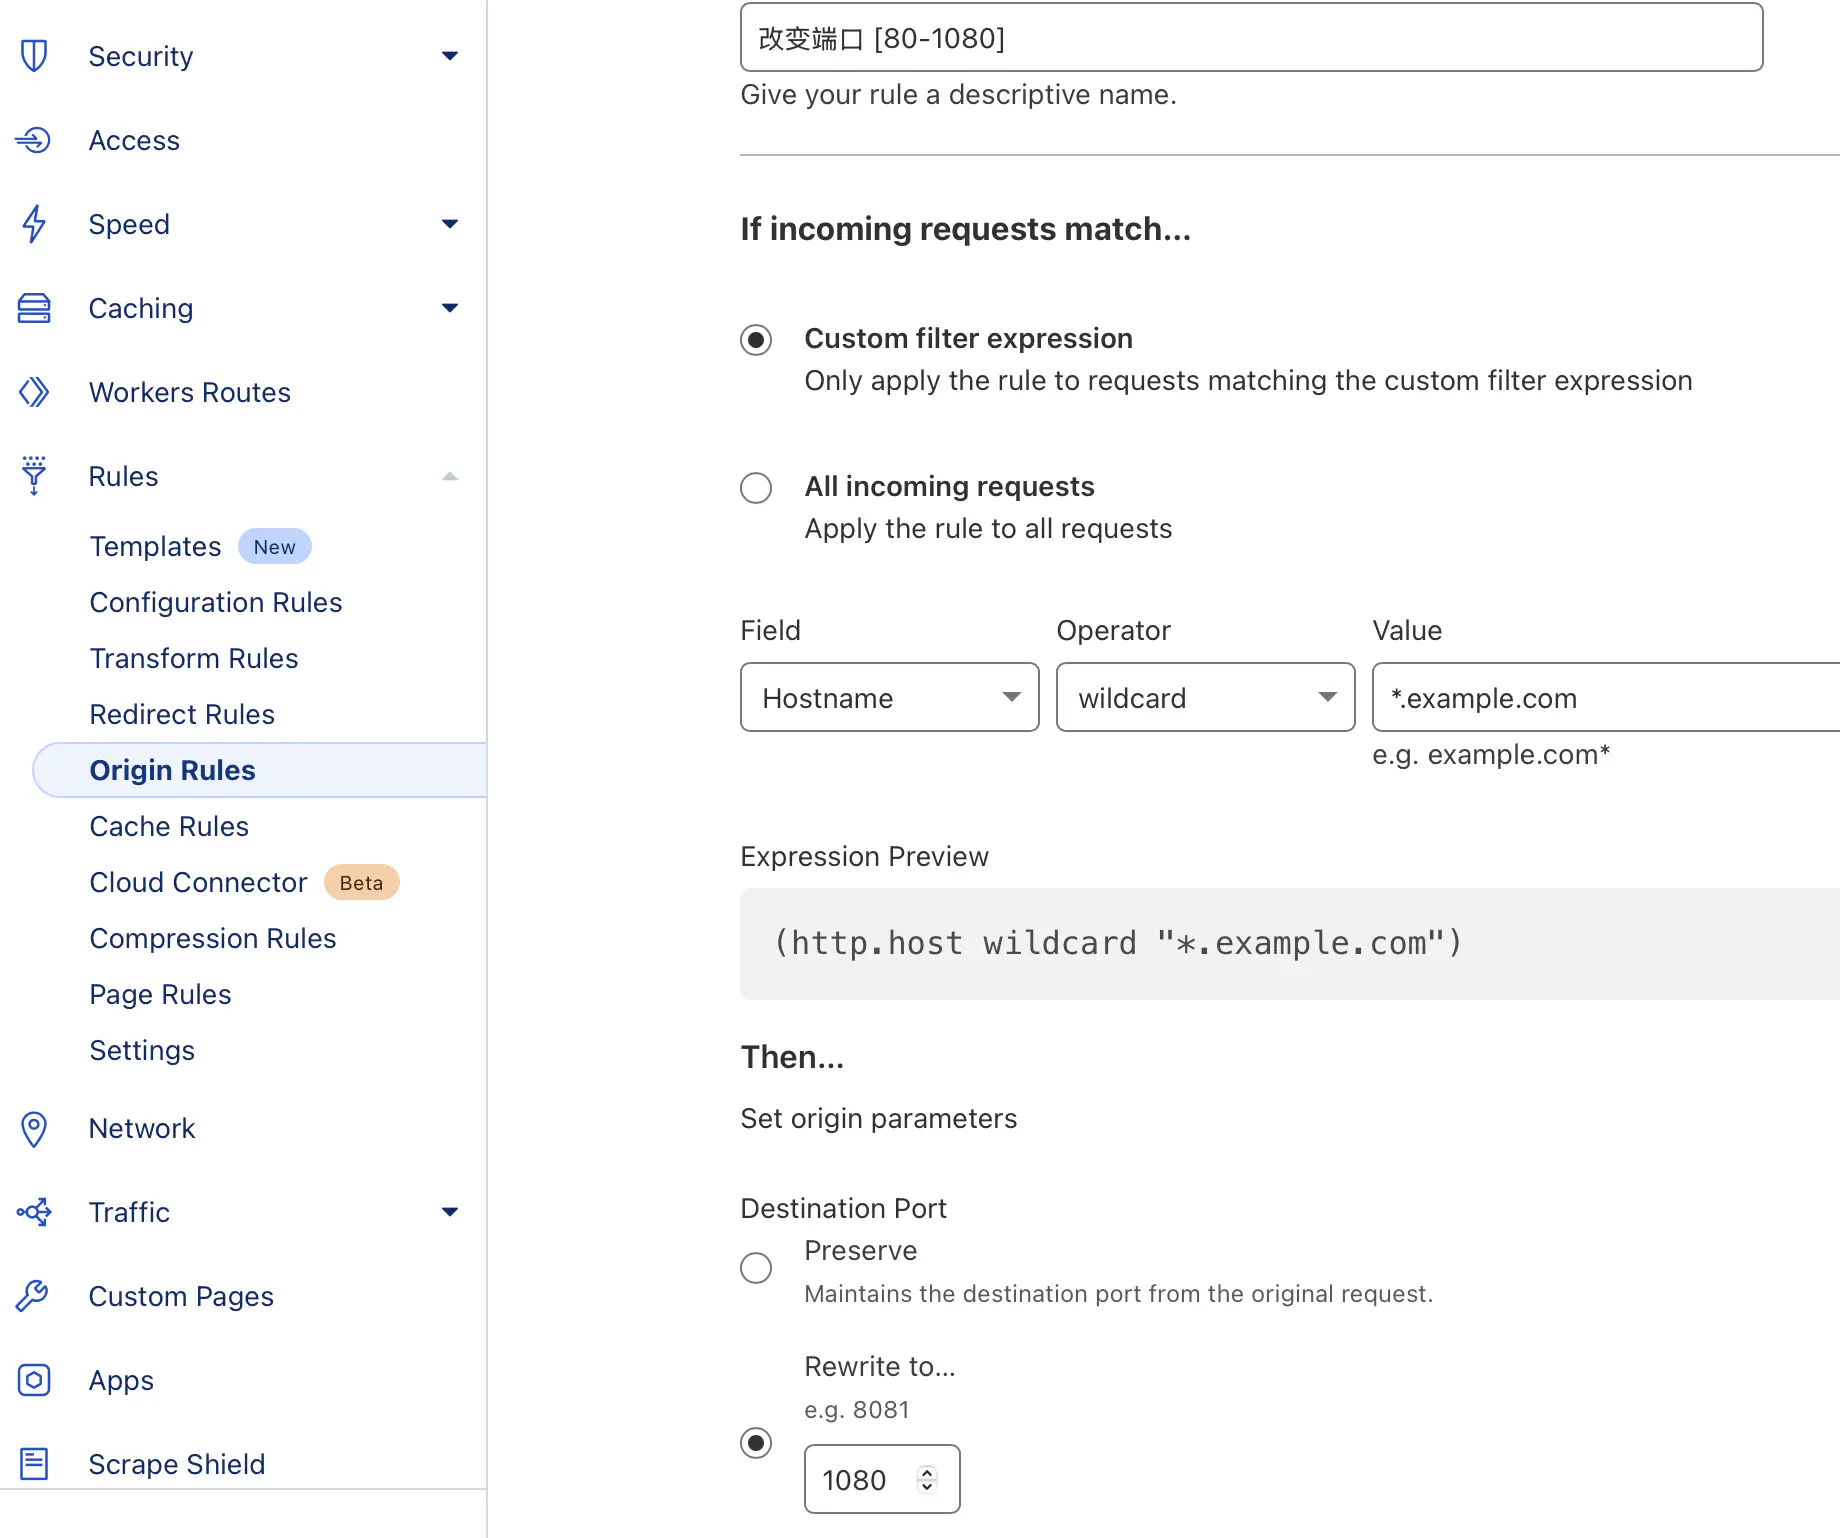 Security
Access
Speed
Caching
Workers Routes
Rules
Templates New
Configuration Rules
Transform Rules
Redirect Rules
Origin Rules
Cache Rules
Cloud Connector Beta
Compression Rules
Page Rules
Settings
Network
Traffic
Custom Pages
Apps
Scrape Shield
改变端口 [80-1080]
Give your rule a descriptive name.
If incoming requests match...
Custom filter expression
Only apply the rule to requests matching the custom filter expression
All incoming requests
Apply the rule to all requests
Field Operator Value
Hostname wildcard *.example.com
e.g. example.com*
Expression Preview
(http.host wildcard "*.example.com")
Then...
Set origin parameters
Destination Port
Preserve
Maintains the destination port from the original request.
Rewrite to...
e.g. 8081
1080